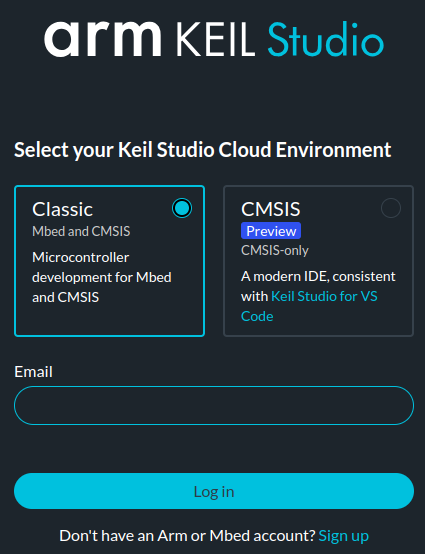 arm KEIL Studio
Select your Keil Studio Cloud Environment
Classic
Mbed and CMSIS
Microcontroller
development for Mbed
and CMSIS
CMSIS
Preview
CMSIS-only
A modern IDE, consistent
with Keil Studio for VS
Code
Email
Log in
Don't have an Arm or Mbed account? Sign up